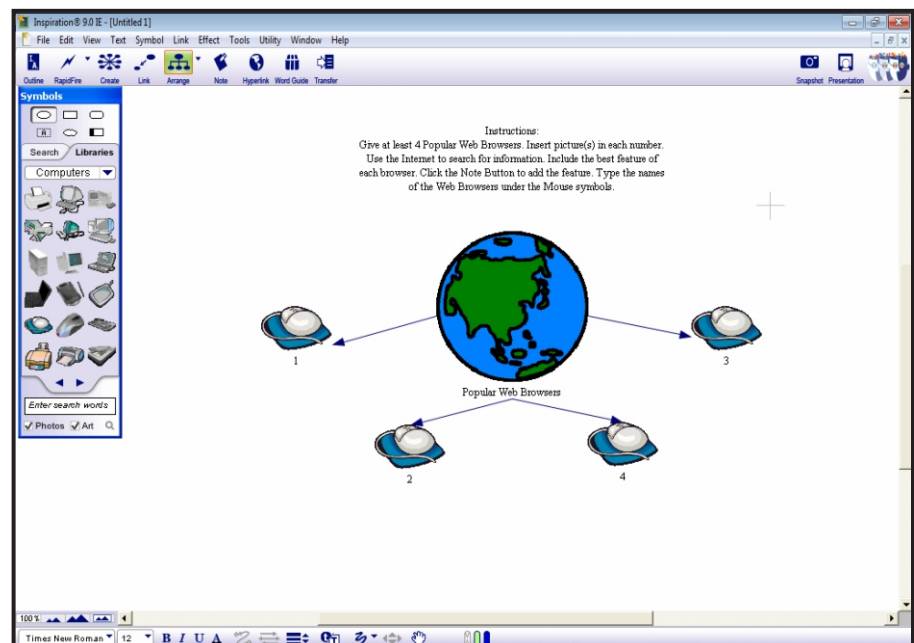 Inspiration® 9.0 IE - [Untitled 1]
File Edit View Text Symbol Link Effect Tools Utility Window Help
Outline RapidFire Create Link Arrange Note Hyperlink Word Guide Transfer Snapshot Presentation
Symbols
A
Search Libraries
Computers
Enter search words
Photos Art
Instructions:
Give at least 4 Popular Web Browsers. Insert picture(s) in each number.
Use the Internet to search for information. Include the best feature of
each browser. Click the Note Button to add the feature. Type the names
of the Web Browsers under the Mouse symbols.
1
3
Popular Web Browsers
2
4
100%
Times New Roman 12 B I U A